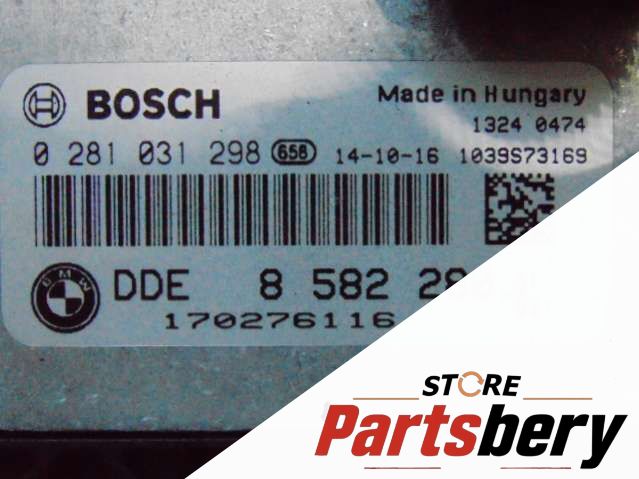 BOSCH
Made in Hungary
1324 0474
0 281 031 298 658 14-10-16 1039S73169
BMW
DDE 8 582
170276116
STORE
Partsbery